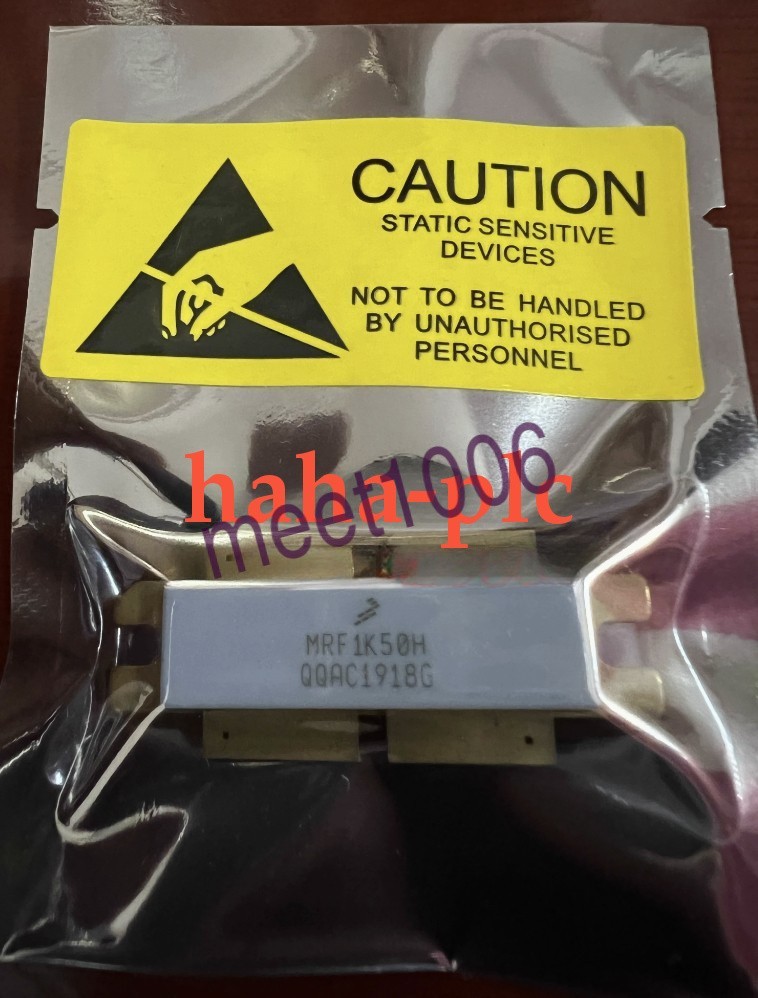 CAUTION
STATIC SENSITIVE
DEVICES
NOT TO BE HANDLED
BY UNAUTHORISED
PERSONNEL
haha-plc
meet1006
MRF1K50H
QQAC1918G